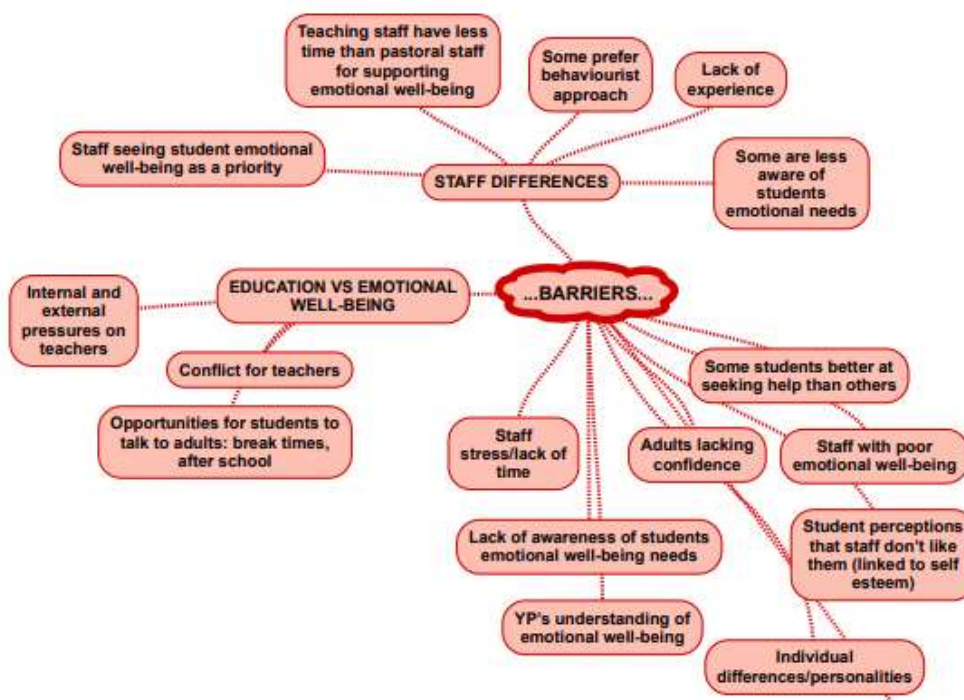 Teaching staff have less
time than pastoral staff
for supporting
emotional well-being
Some prefer
behaviourist
approach
Lack of
experience
Staff seeing student emotional
well-being as a priority
STAFF DIFFERENCES
Some are less
aware of
students
emotional needs
Internal and
external
pressures on
teachers
EDUCATION VS EMOTIONAL
WELL-BEING
...BARRIERS...
Conflict for teachers
Opportunities for students to
talk to adults: break times,
after school
Some students better at
seeking help than others
Staff
stress/lack of
time
Adults lacking
confidence
Staff with poor
emotional well-being
Lack of awareness of students
emotional well-being needs
Student perceptions
that staff don't like
them (linked to self
esteem)
YP's understanding of
emotional well-being
Individual
differences/personalities